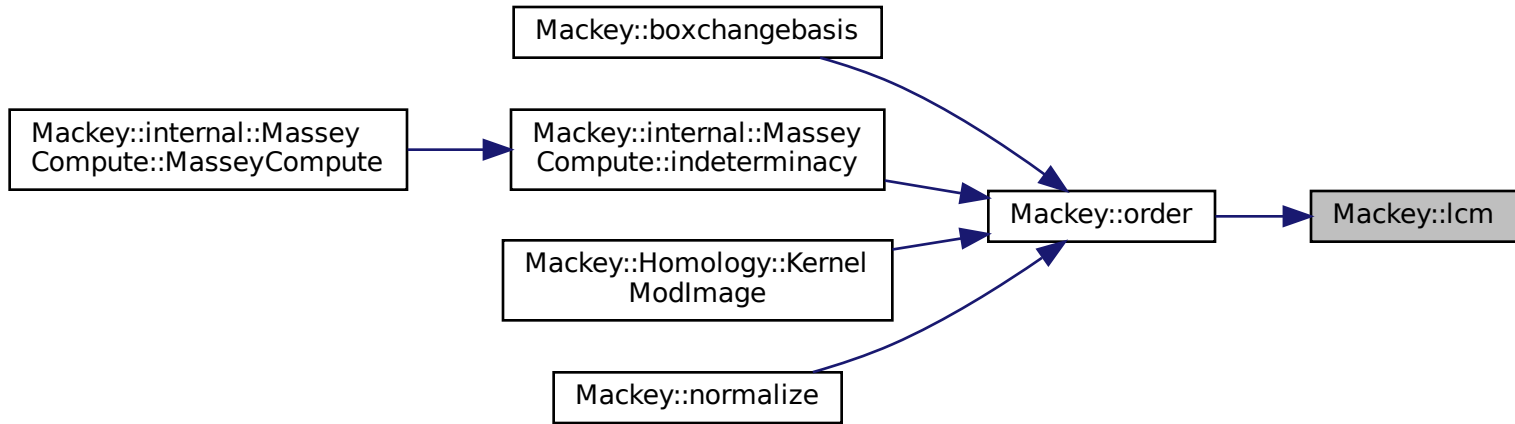 Mackey::boxchangebasis
Mackey::internal::Massey
Compute::MasseyCompute
Mackey::internal::Massey
Compute::indeterminacy
Mackey::order
Mackey::lcm
Mackey::Homology::Kernel
ModImage
Mackey::normalize